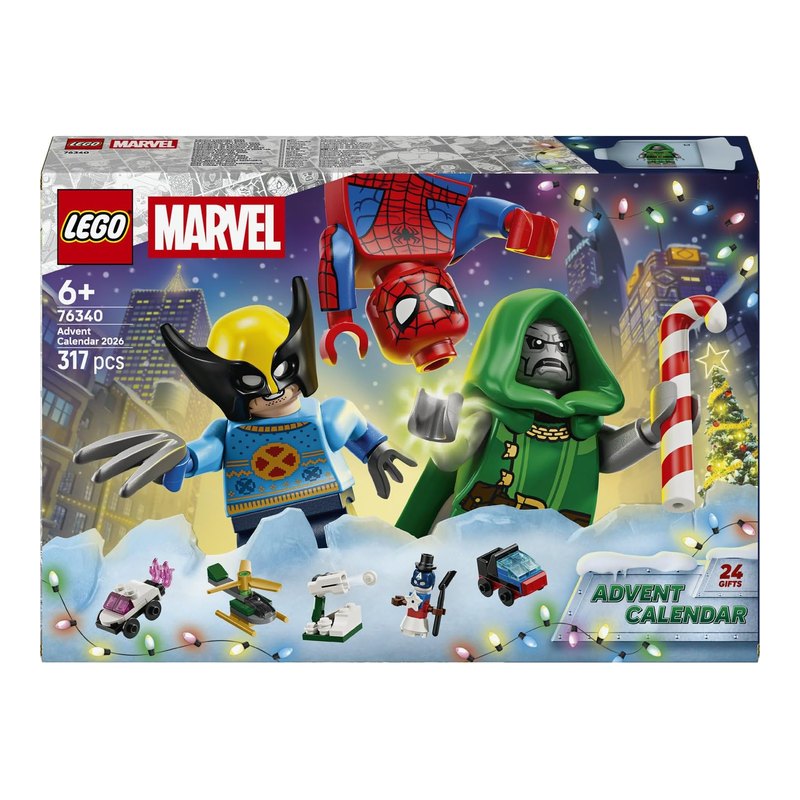 LEGO MARVEL
76340
LEGO MARVEL
6+
76340
Advent
Calendar 2026
317 pcs
24
GIFTS
ADVENT
CALENDAR